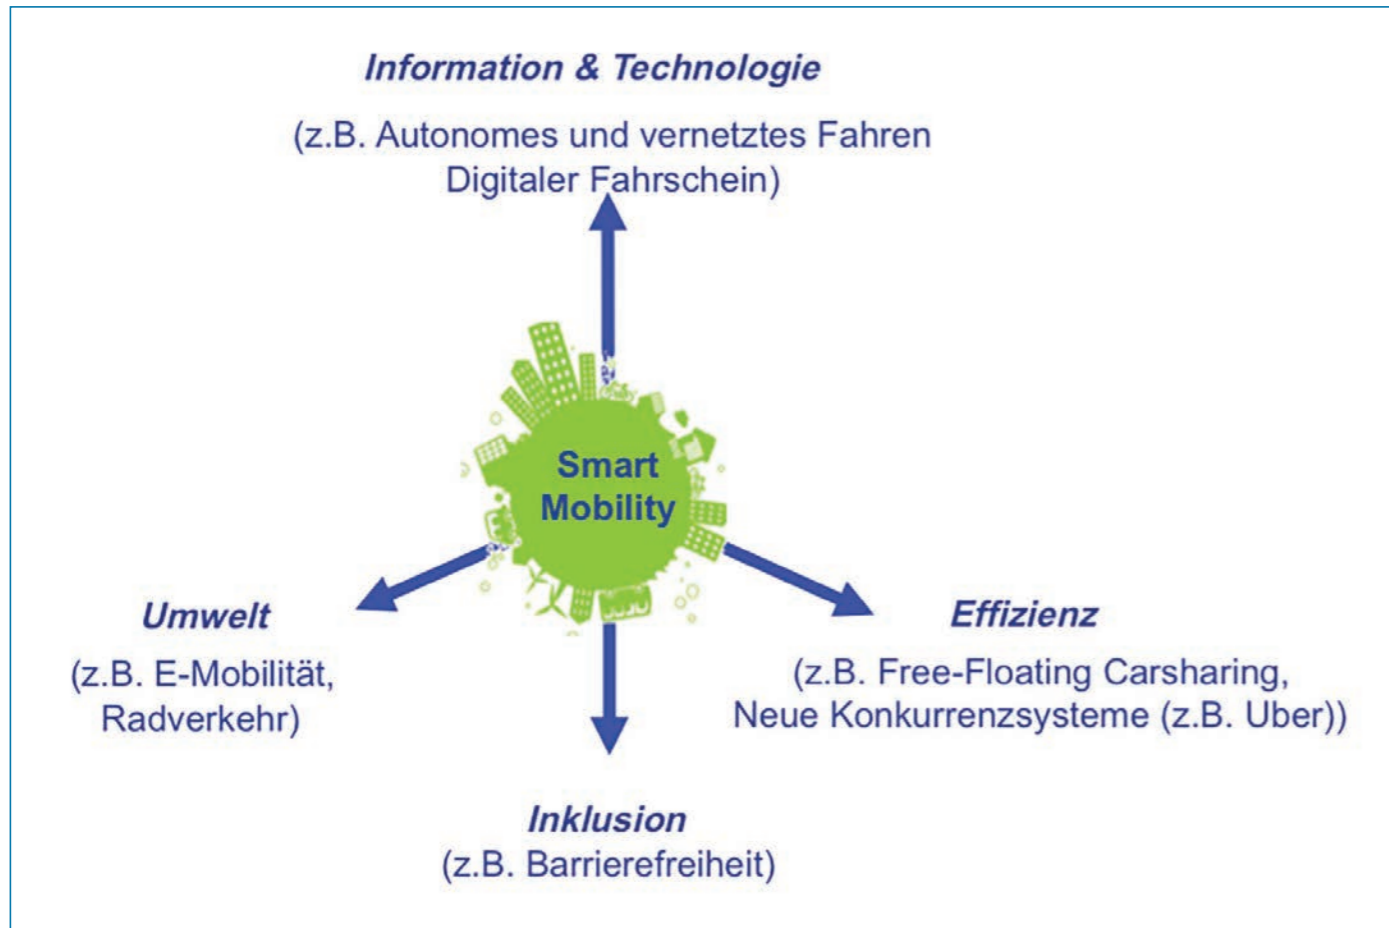 Information & Technologie
(z.B. Autonomes und vernetztes Fahren
Digitaler Fahrschein)
Smart
Mobility
Umwelt
(z.B. E-Mobilität,
Radverkehr)
Effizienz
(z.B. Free-Floating Carsharing,
Neue Konkurrenzsysteme (z.B. Uber))
Inklusion
(z.B. Barrierefreiheit)